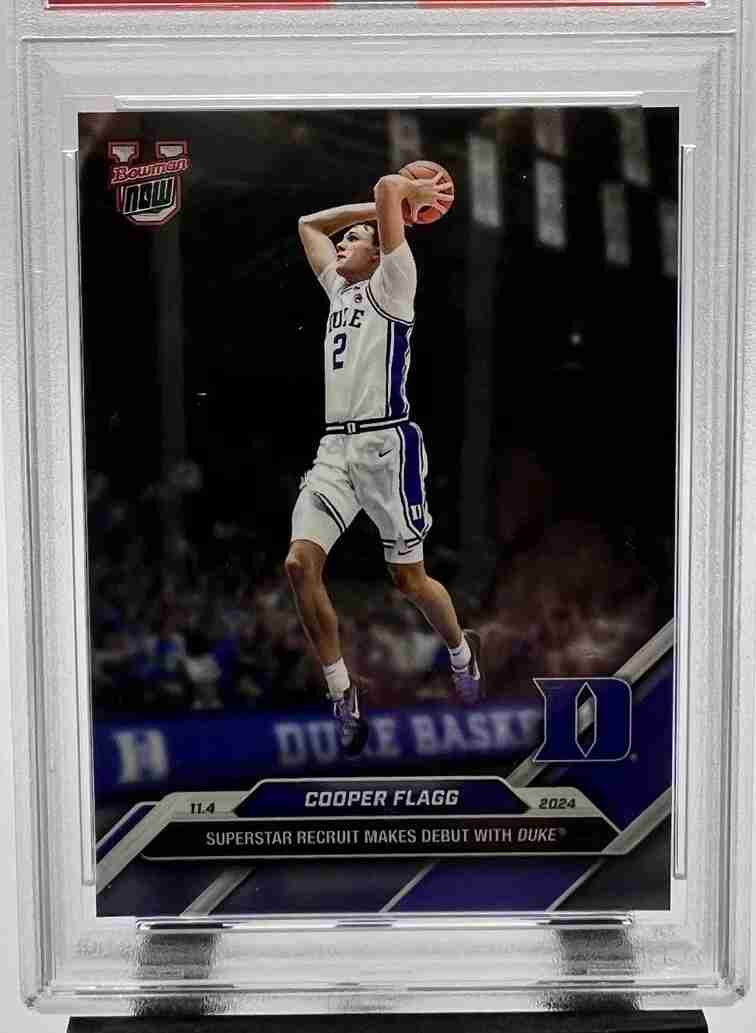 U
Bowman
NOW
DUKE
2
D
D
DUKE BASKE
D
COOPER FLAGG
11.4
2024
SUPERSTAR RECRUIT MAKES DEBUT WITH DUKE®